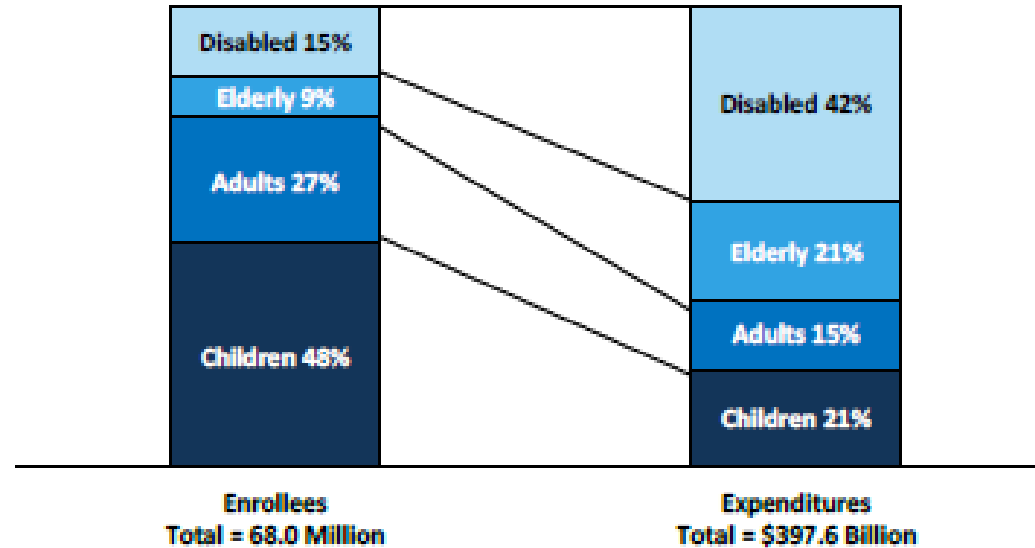 Disabled 15%
Elderly 9%
Adults 27%
Children 48%
Disabled 42%
Elderly 21%
Adults 15%
Children 21%
Enrollees
Total = 68.0 Million
Expenditures
Total = $397.6 Billion